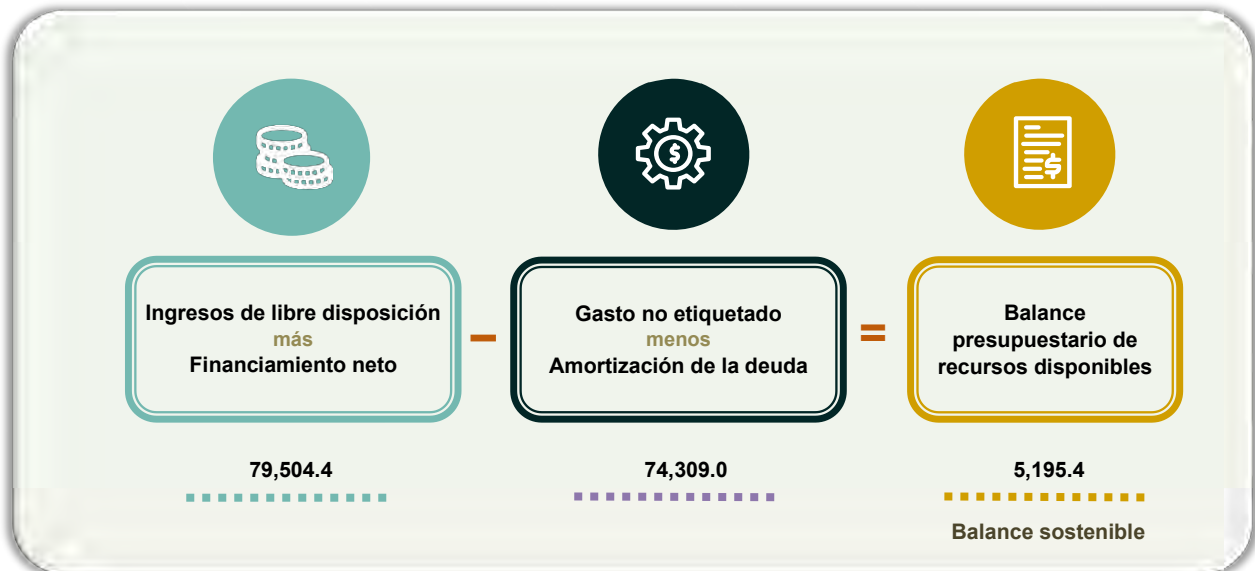 Ingresos de libre disposición
más
Financiamiento neto
−
Gasto no etiquetado
menos
Amortización de la deuda
=
Balance
presupuestario de
recursos disponibles
79,504.4
74,309.0
5,195.4
Balance sostenible